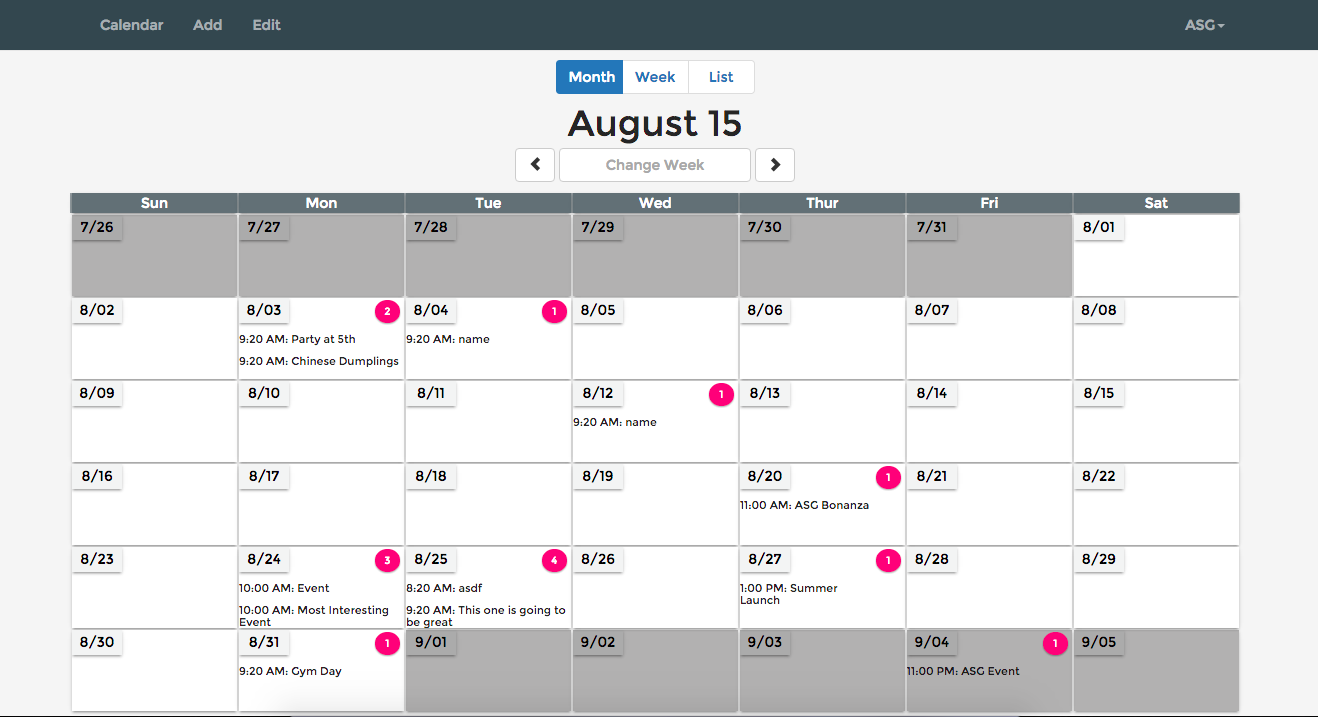 Calendar Add Edit ASG
Month Week List
August 15
Change Week
Sun Mon Tue Wed Thur Fri Sat
7/26 7/27 7/28 7/29 7/30 7/31 8/01
8/02 8/03 2 8/04 1 8/05 8/06 8/07 8/08
9:20 AM: Party at 5th 9:20 AM: name
9:20 AM: Chinese Dumplings
8/09 8/10 8/11 8/12 1 8/13 8/14 8/15
9:20 AM: name
8/16 8/17 8/18 8/19 8/20 1 8/21 8/22
11:00 AM: ASG Bonanza
8/23 8/24 3 8/25 4 8/26 8/27 1 8/28 8/29
10:00 AM: Event 8:20 AM: asdf 1:00 PM: Summer
Launch
10:00 AM: Most Interesting 9:20 AM: This one is going to
Event be great
8/30 8/31 1 9/01 9/02 9/03 9/04 1 9/05
9:20 AM: Gym Day 11:00 PM: ASG Event